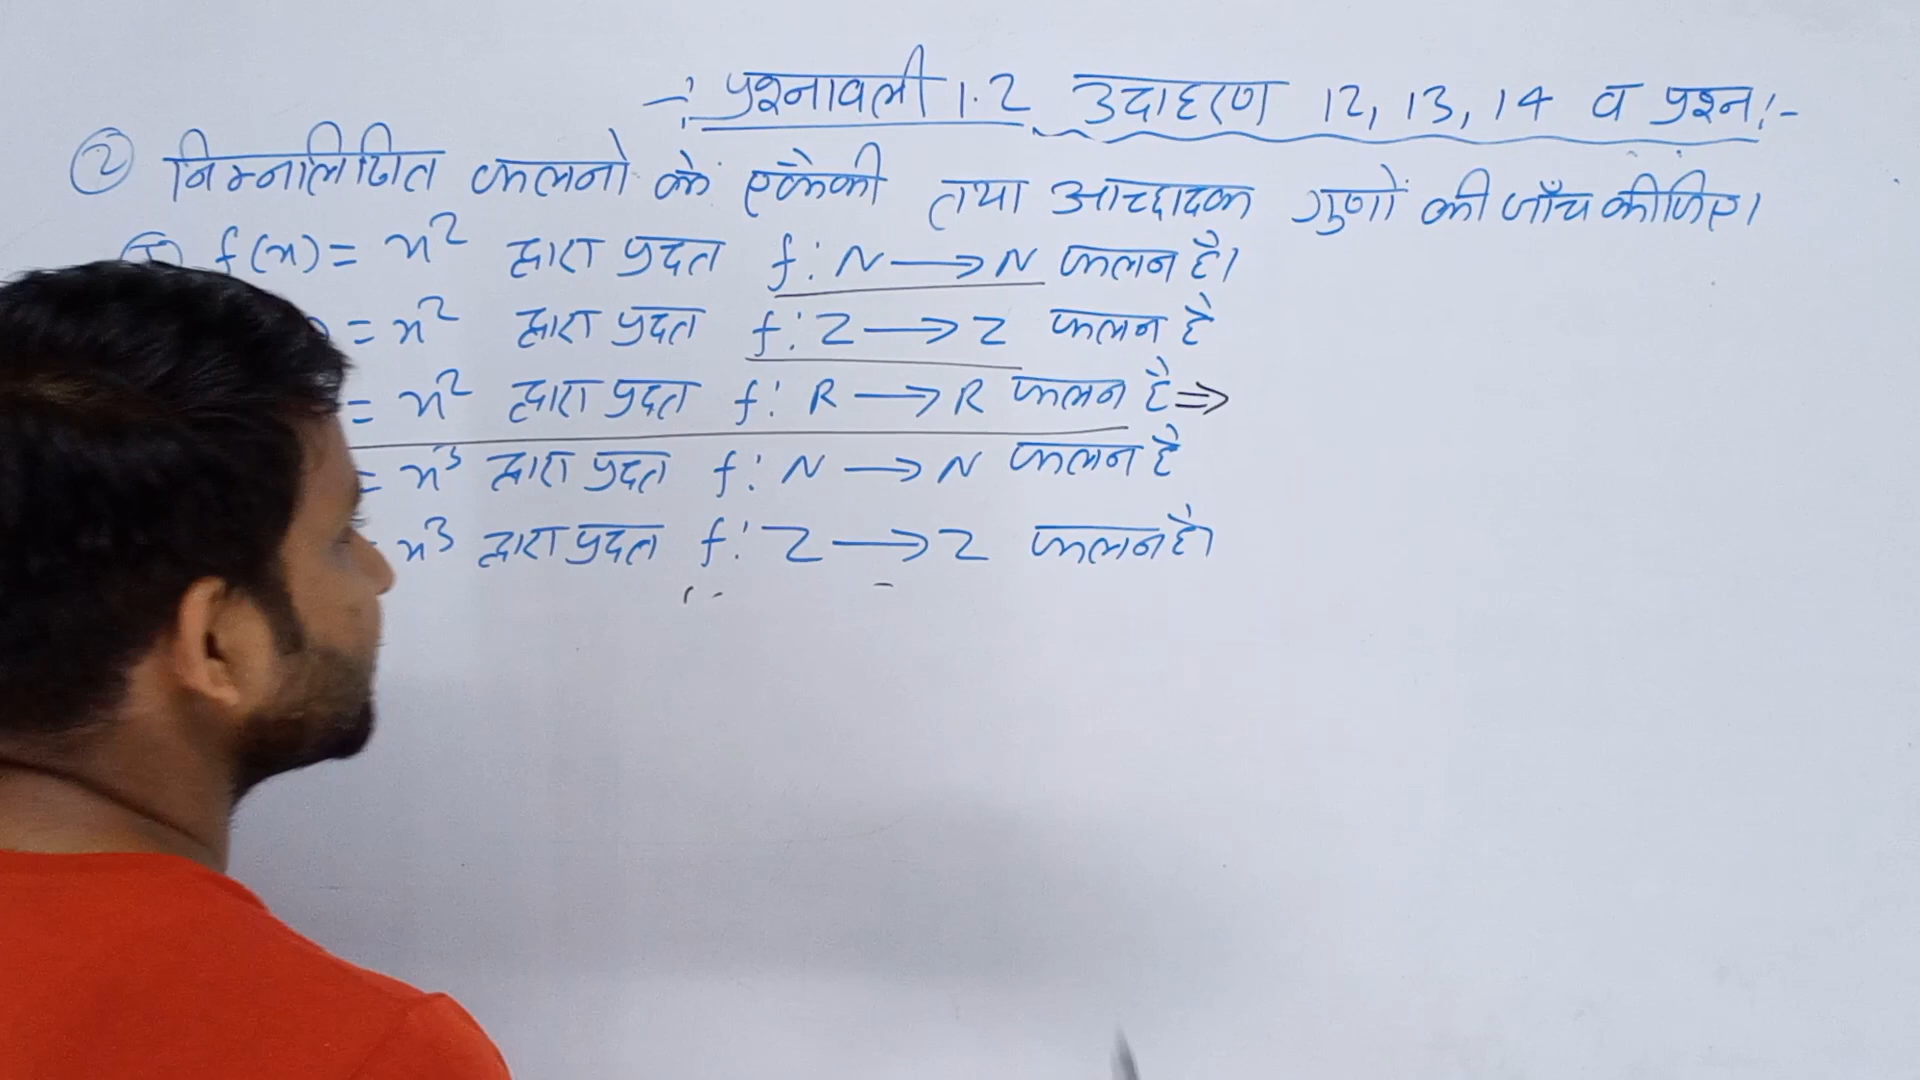 -: प्रश्नावली 1.2 उदाहरण 12, 13, 14 व प्रश्न:-
② निम्नलिखित फलनो के एकैकी तथा आच्छादक गुणों की जाँच कीजिए।
f(x) = x² द्वारा प्रदत f: N → N फलन है।
= x² द्वारा प्रदत f: Z → Z फलन है
= x² द्वारा प्रदत f: R → R फलन है ⇒
= x³ द्वारा प्रदत f: N → N फलन है
x³ द्वारा प्रदत f: Z → Z फलन है।